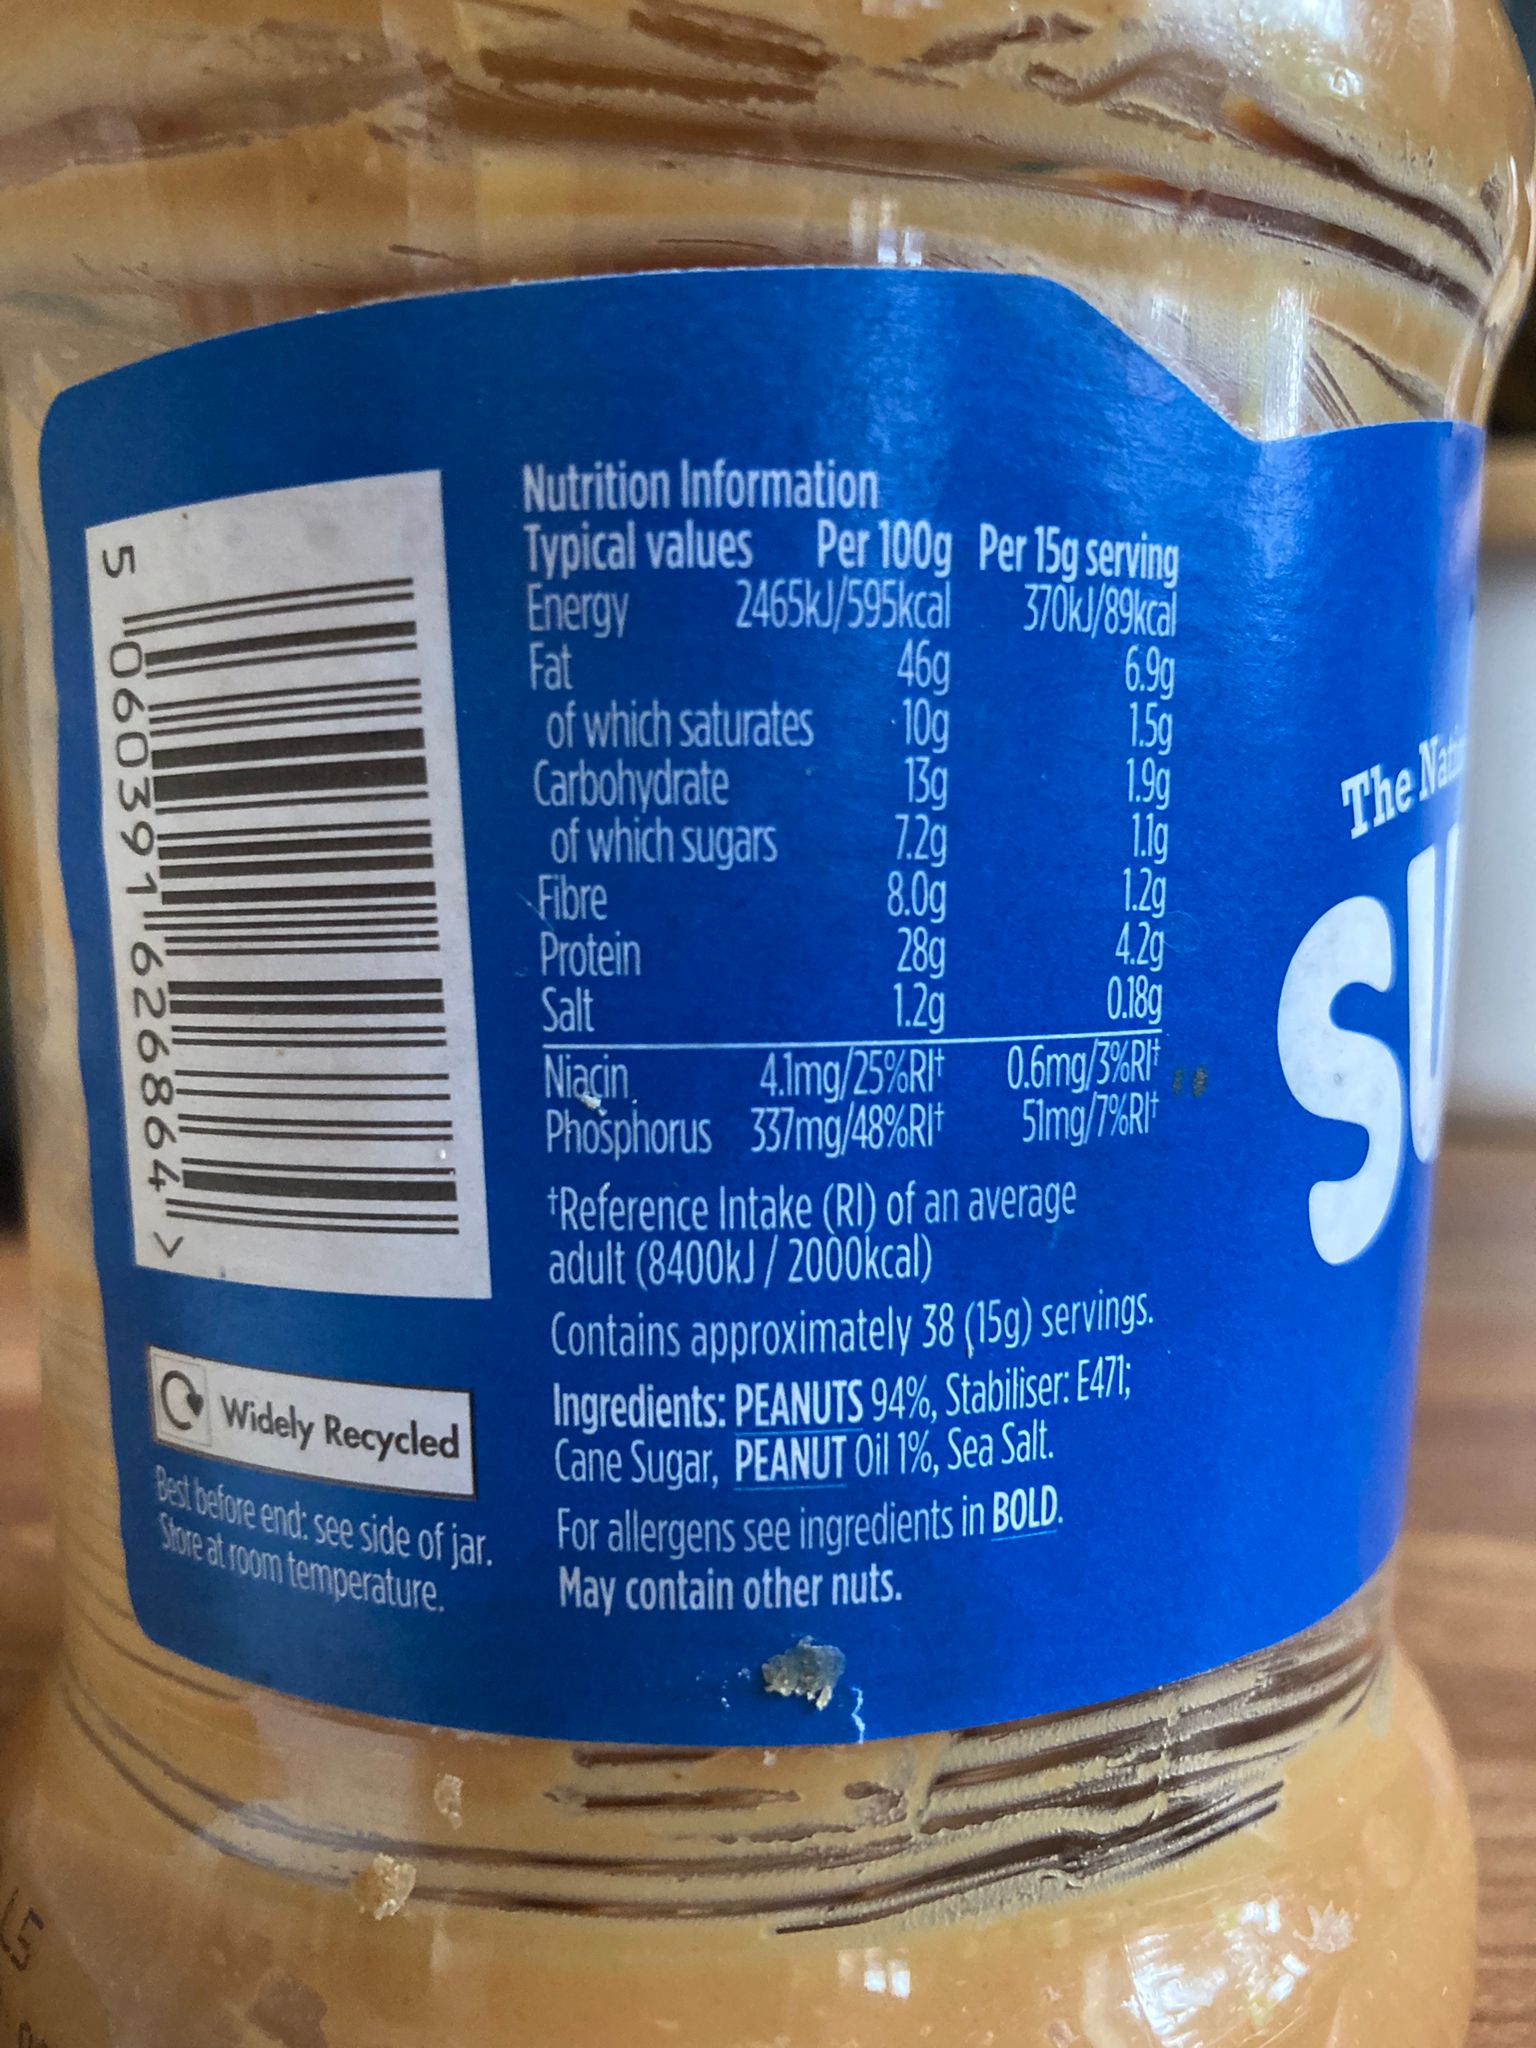 5 060391 626864 >
Widely Recycled
Best before end: see side of jar.
Store at room temperature.
Nutrition Information
Typical values Per 100g Per 15g serving
Energy 2465kJ/595kcal 370kJ/89kcal
Fat 46g 6.9g
of which saturates 10g 1.5g
Carbohydrate 13g 1.9g
of which sugars 7.2g 1.1g
Fibre 8.0g 1.2g
Protein 28g 4.2g
Salt 1.2g 0.18g
Niacin 4.1mg/25%RI† 0.6mg/3%RI†
Phosphorus 337mg/48%RI† 51mg/7%RI†
†Reference Intake (RI) of an average
adult (8400kJ / 2000kcal)
Contains approximately 38 (15g) servings.
Ingredients: PEANUTS 94%, Stabiliser: E471;
Cane Sugar, PEANUT Oil 1%, Sea Salt.
For allergens see ingredients in BOLD.
May contain other nuts.
The